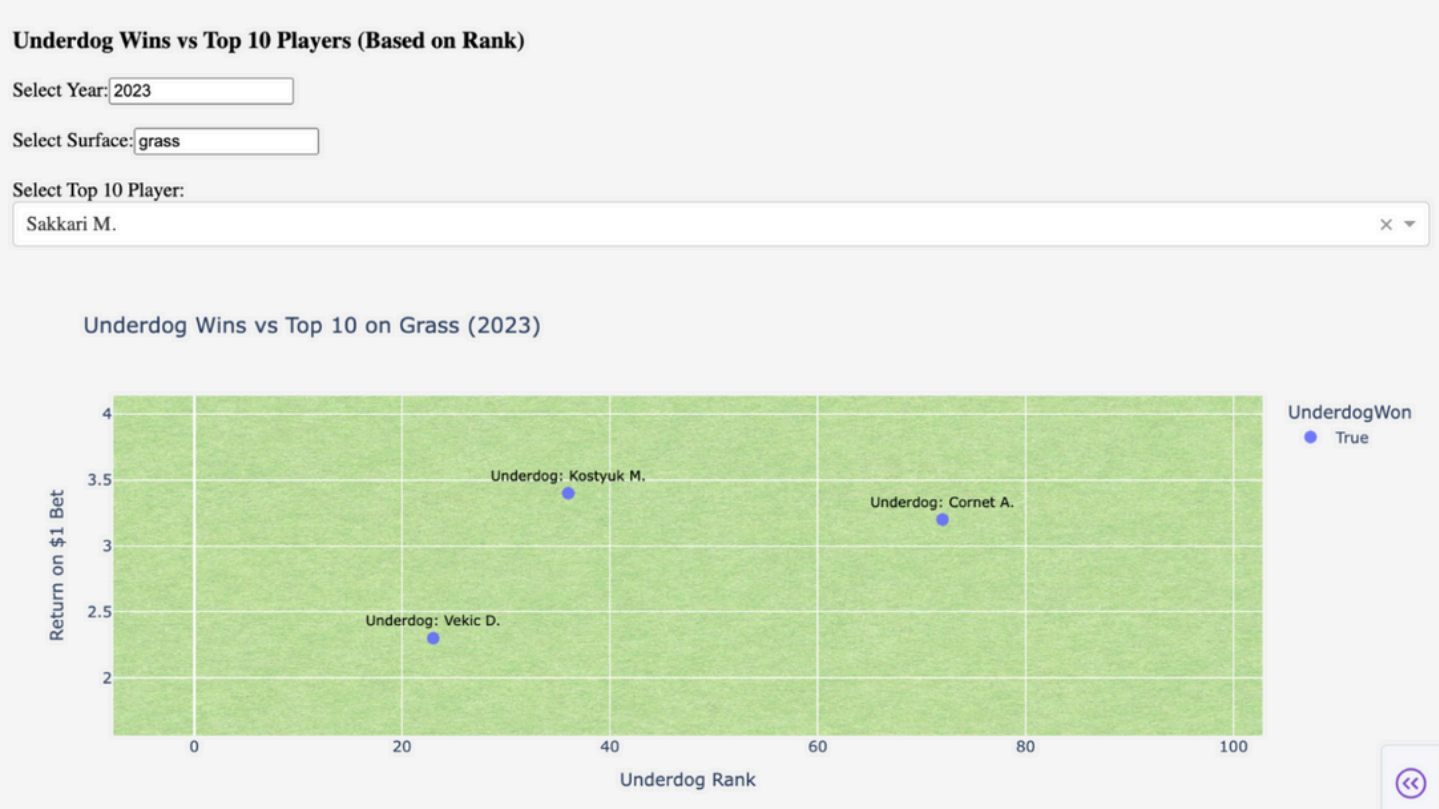 Underdog Wins vs Top 10 Players (Based on Rank)
Select Year: 2023
Select Surface: grass
Select Top 10 Player:
Sakkari M.
Underdog Wins vs Top 10 on Grass (2023)
UnderdogWon
True
Return on $1 Bet
4
3.5
3
2.5
2
Underdog: Kostyuk M.
Underdog: Cornet A.
Underdog: Vekic D.
0 20 40 60 80 100
Underdog Rank